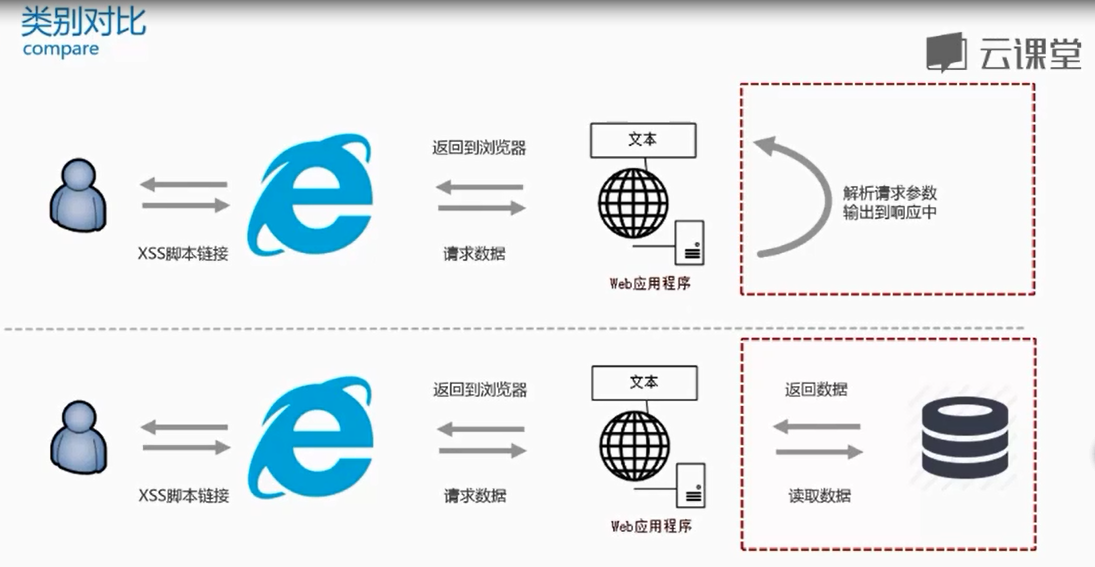 类别对比
compare
云课堂
文本
返回到浏览器
解析请求参数
输出到响应中
XSS脚本链接
请求数据
Web应用程序
文本
返回到浏览器
返回数据
XSS脚本链接
请求数据
读取数据
Web应用程序